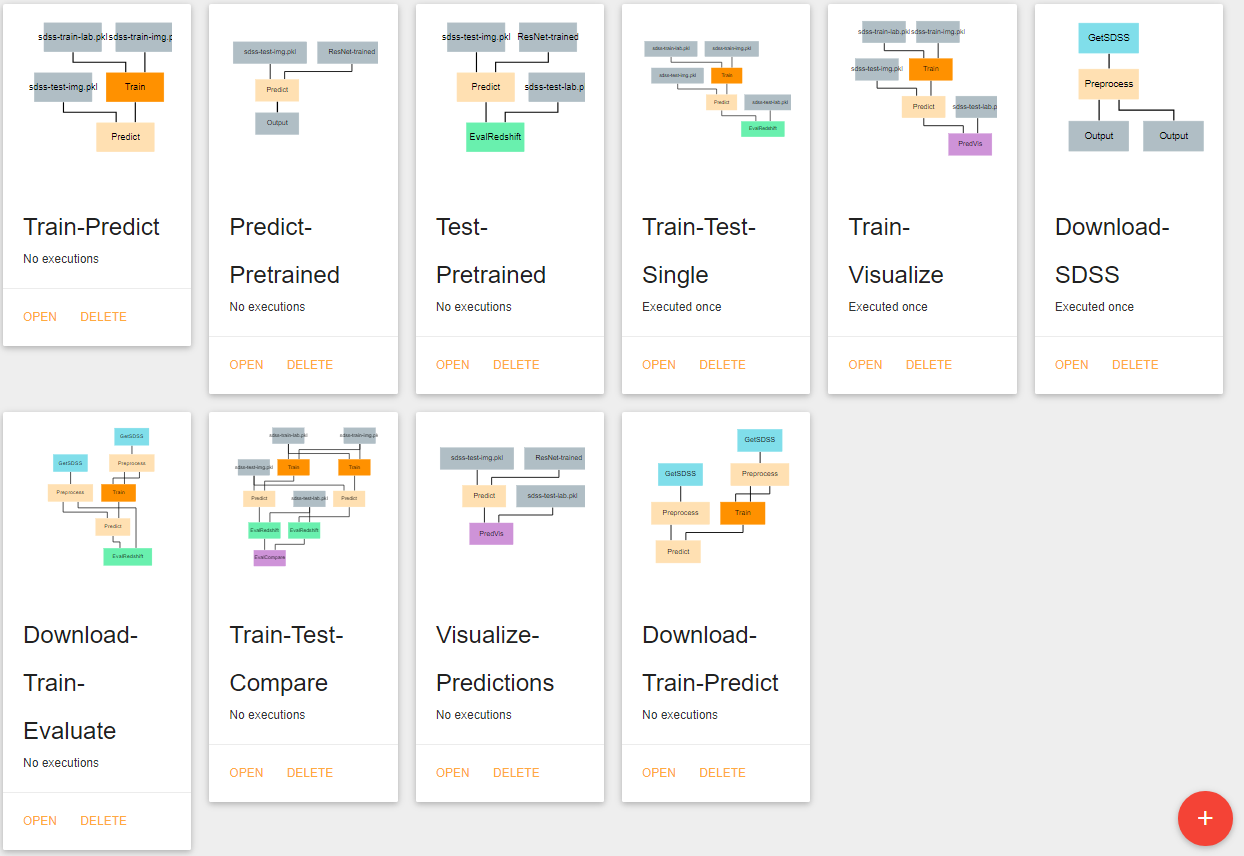 sdss-train-lab.pkl sdss-train-img.p
sdss-test-img.pkl Train
Predict
Train-Predict
No executions
OPEN DELETE
sdss-test-img.pkl ResNet-trained
Predict
Output
Predict-
Pretrained
No executions
OPEN DELETE
sdss-test-img.pkl ResNet-trained
Predict sdss-test-lab.p
EvalRedshift
Test-
Pretrained
No executions
OPEN DELETE
sdss-train-lab.pkl sdss-train-img.pkl
sdss-test-img.pkl Train
Predict sdss-test-lab.pkl
EvalRedshift
Train-Test-
Single
Executed once
OPEN DELETE
sdss-train-lab.pkl sdss-train-img.pkl
sdss-test-img.pkl Train
Predict sdss-test-lab.p
PredVis
Train-
Visualize
Executed once
OPEN DELETE
GetSDSS
Preprocess
Output Output
Download-
SDSS
Executed once
OPEN DELETE
GetSDSS
GetSDSS Preprocess
Preprocess Train
Predict
EvalRedshift
Download-
Train-
Evaluate
No executions
OPEN DELETE
sdss-train-lab.pkl sdss-train-img.pk
sdss-test-img.pkl Train Train
Predict sdss-test-lab.pkl Predict
EvalRedshift EvalRedshift
EvalCompare
Train-Test-
Compare
No executions
OPEN DELETE
sdss-test-img.pkl ResNet-trained
Predict sdss-test-lab.pkl
PredVis
Visualize-
Predictions
No executions
OPEN DELETE
GetSDSS
GetSDSS Preprocess
Preprocess Train
Predict
Download-
Train-Predict
No executions
OPEN DELETE
+